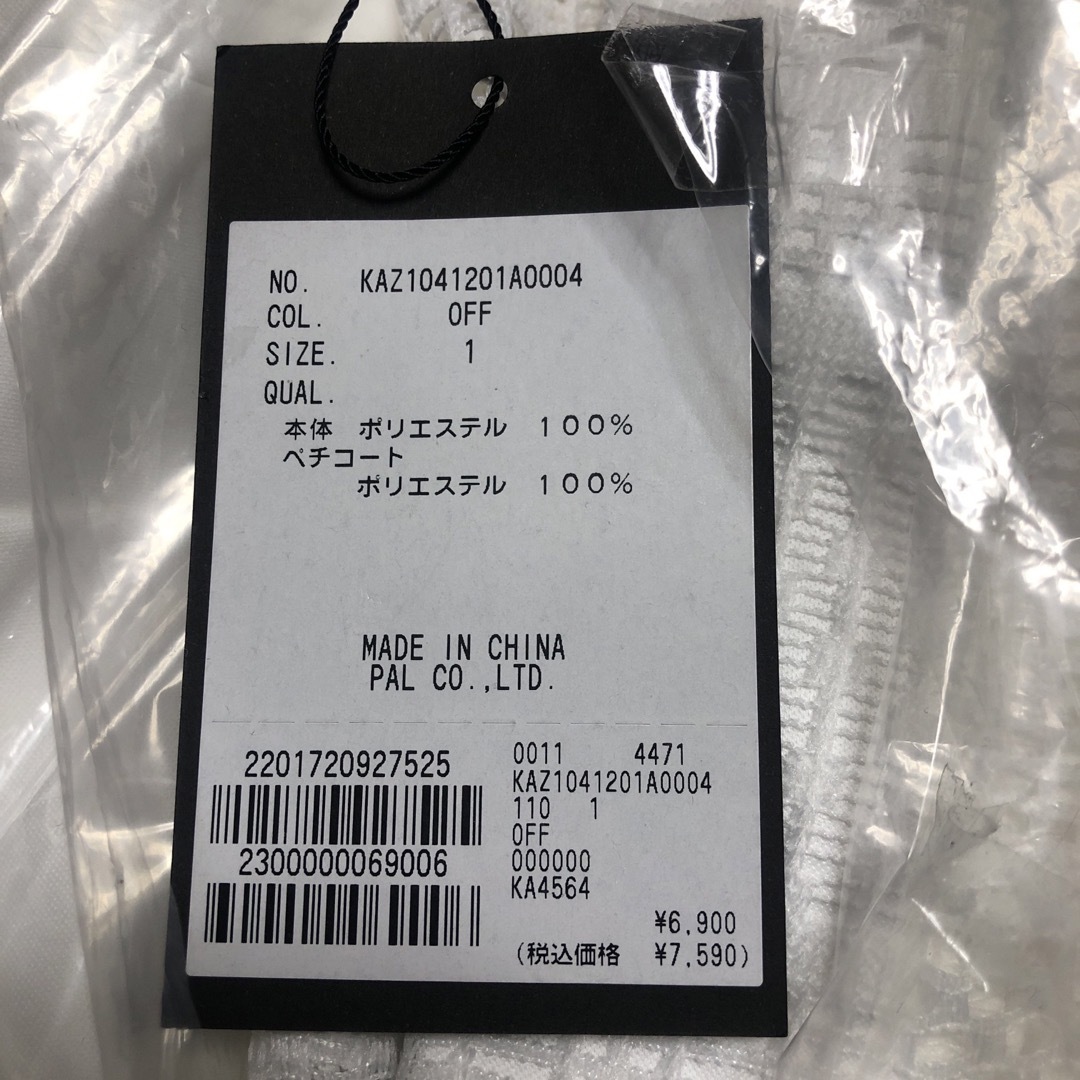 NO. KAZ1041201A0004
COL. OFF
SIZE. 1
QUAL.
本体 ポリエステル 100%
ペチコート
ポリエステル 100%
MADE IN CHINA
PAL CO.,LTD.
2201720927525
2300000069006
0011 4471
KAZ1041201A0004
110 1
OFF
000000
KA4564
¥6,900
(税込価格 ¥7,590)